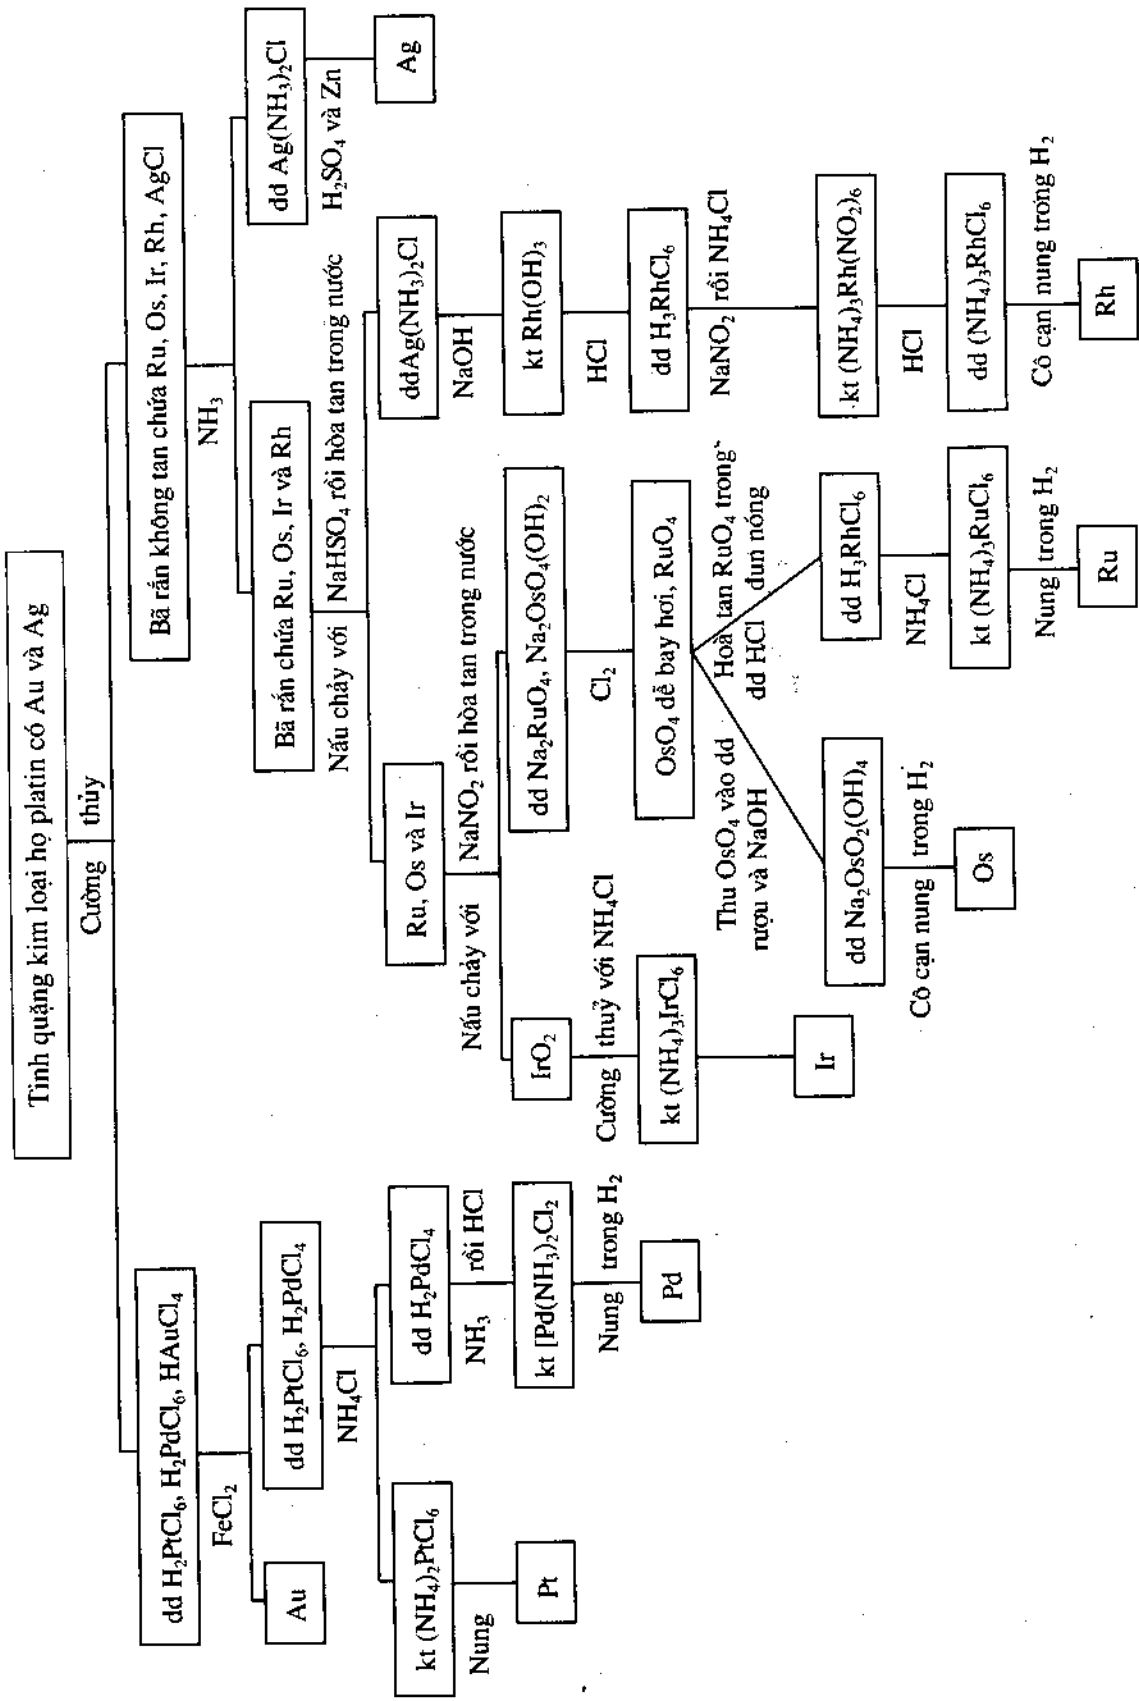 Tinh quặng kim loại họ platin có Au và Ag
Cường thủy
dd H₂PtCl₆, H₂PdCl₆, HAuCl₄
Bã rắn không tan chứa Ru, Os, Ir, Rh, AgCl
FeCl₂
NH₃
Au
dd H₂PtCl₆, H₂PdCl₄
Bã rắn chứa Ru, Os, Ir và Rh
dd Ag(NH₃)₂Cl
NH₄Cl
Nấu chảy với NaHSO₄ rồi hòa tan trong nước
H₂SO₄ và Zn
kt (NH₄)₂PtCl₆
dd H₂PdCl₄
Ru, Os và Ir
ddAg(NH₃)₂Cl
Ag
Nung
NH₃ rồi HCl
Nấu chảy với NaNO₂ rồi hòa tan trong nước
NaOH
Pt
kt [Pd(NH₃)₂Cl₂
IrO₂
dd Na₂RuO₄, Na₂OsO₄(OH)₂
kt Rh(OH)₃
Nung trong H₂
Cường thuỷ với NH₄Cl
Cl₂
HCl
Pd
kt (NH₄)₃IrCl₆
OsO₄ dễ bay hơi, RuO₄
dd H₃RhCl₆
Thu OsO₄ vào dd
rượu và NaOH
Hoà tan RuO₄ trong
dd HCl đun nóng
NaNO₂ rồi NH₄Cl
Ir
dd Na₂OsO₂(OH)₄
dd H₃RhCl₆
kt (NH₄)₃Rh(NO₂)₆
Cô cạn nung trong H₂
NH₄Cl
HCl
Os
kt (NH₄)₃RuCl₆
dd (NH₄)₃RhCl₆
Nung trong H₂
Cô cạn nung trong H₂
Ru
Rh